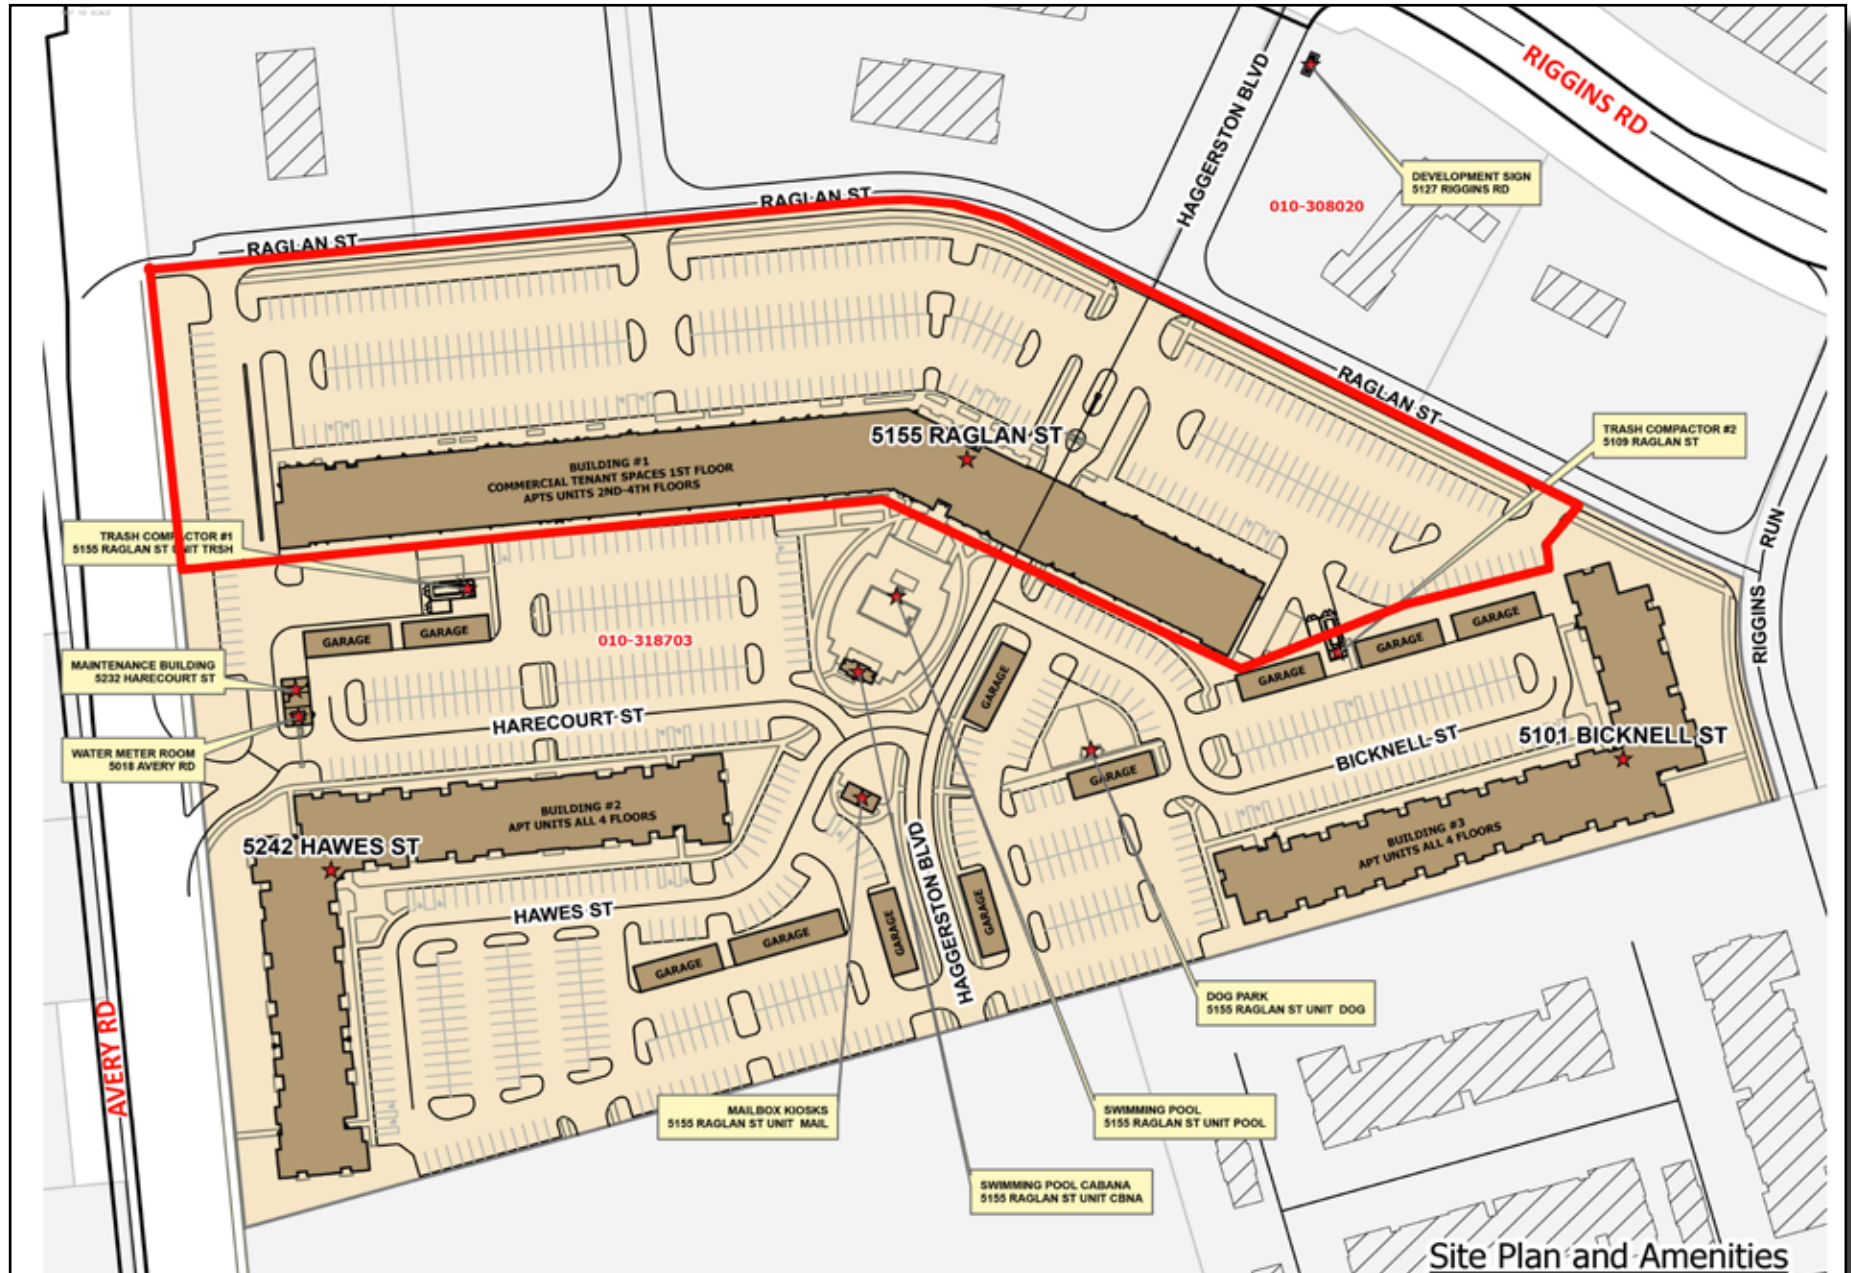 RIGGINS RD
HAGGERSTON BLVD
DEVELOPMENT SIGN
5127 RIGGINS RD
010-308020
RAGLAN ST
RAGLAN ST
RAGLAN ST
TRASH COMPACTOR #2
5109 RAGLAN ST
5155 RAGLAN ST
BUILDING #1
COMMERCIAL TENANT SPACES 1ST FLOOR
APTS UNITS 2ND-4TH FLOORS
TRASH COMPACTOR #1
5155 RAGLAN ST UNIT TRSH
RIGGINS RUN
GARAGE
GARAGE
010-318703
GARAGE
GARAGE
GARAGE
GARAGE
MAINTENANCE BUILDING
5232 HARECOURT ST
HARECOURT ST
WATER METER ROOM
5018 AVERY RD
BICKNELL ST
5101 BICKNELL ST
GARAGE
BUILDING #2
APT UNITS ALL 4 FLOORS
5242 HAWES ST
BUILDING #3
APT UNITS ALL 4 FLOORS
HAWES ST
HAGGERSTON BLVD
GARAGE
GARAGE
GARAGE
GARAGE
AVERY RD
DOG PARK
5155 RAGLAN ST UNIT DOG
MAILBOX KIOSKS
5155 RAGLAN ST UNIT MAIL
SWIMMING POOL
5155 RAGLAN ST UNIT POOL
SWIMMING POOL CABANA
5155 RAGLAN ST UNIT CBNA
Site Plan and Amenities